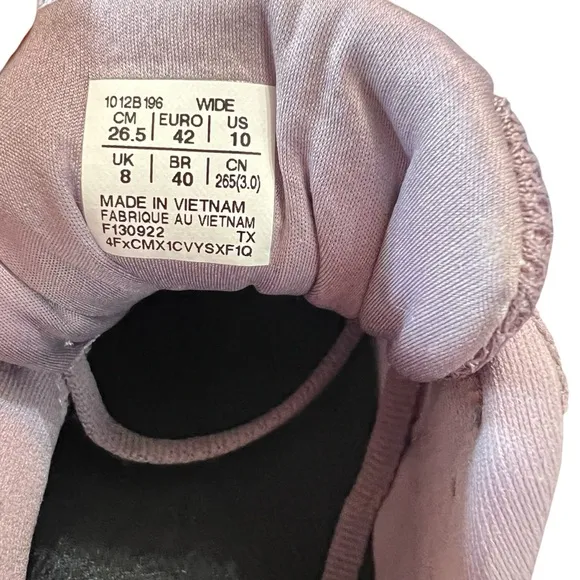 1012B196 WIDE
CM EURO US
26.5 42 10
UK BR CN
8 40 265(3.0)
MADE IN VIETNAM
FABRIQUE AU VIETNAM
F130922 TX
4FxCMX1CVYSXF1Q